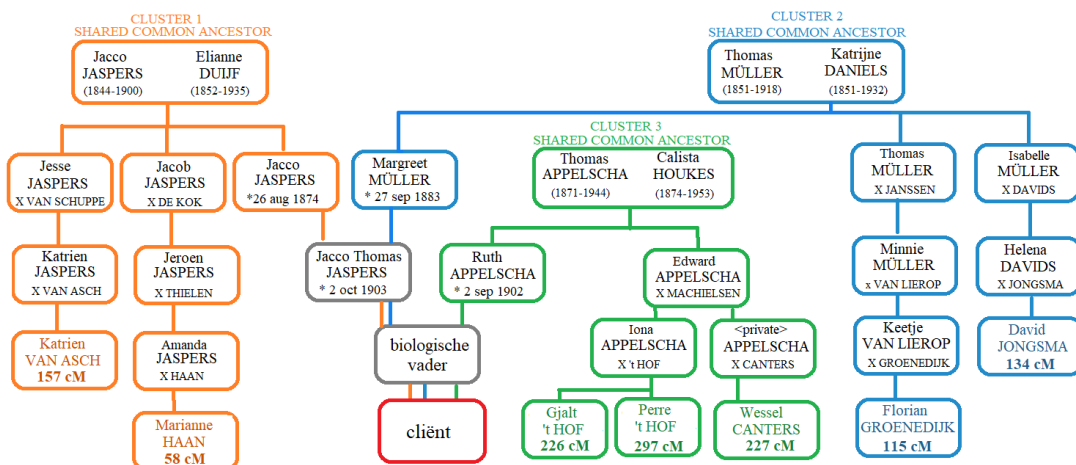 CLUSTER 1
SHARED COMMON ANCESTOR
Jacco
JASPERS
(1844-1900)
Elianne
DUIJF
(1852-1935)
CLUSTER 2
SHARED COMMON ANCESTOR
Thomas
MÜLLER
(1851-1918)
Katrijne
DANIELS
(1851-1932)
CLUSTER 3
SHARED COMMON ANCESTOR
Thomas
APPELSCHA
(1871-1944)
Calista
HOUKES
(1874-1953)
Jesse
JASPERS
X VAN SCHUPPE
Jacob
JASPERS
X DE KOK
Jacco
JASPERS
*26 aug 1874
Margreet
MÜLLER
* 27 sep 1883
Thomas
MÜLLER
X JANSSEN
Isabelle
MÜLLER
X DAVIDS
Katrien
JASPERS
X VAN ASCH
Jeroen
JASPERS
X THIELEN
Jacco Thomas
JASPERS
* 2 oct 1903
Ruth
APPELSCHA
* 2 sep 1902
Edward
APPELSCHA
X MACHIELSEN
Minnie
MÜLLER
x VAN LIEROP
Helena
DAVIDS
X JONGSMA
Katrien
VAN ASCH
157 cM
Amanda
JASPERS
X HAAN
biologische
vader
Iona
APPELSCHA
X 't HOF
<private>
APPELSCHA
X CANTERS
Keetje
VAN LIEROP
X GROENEDIJK
David
JONGSMA
134 cM
Marianne
HAAN
58 cM
cliënt
Gjalt
't HOF
226 cM
Perre
't HOF
297 cM
Wessel
CANTERS
227 cM
Florian
GROENEDIJK
115 cM